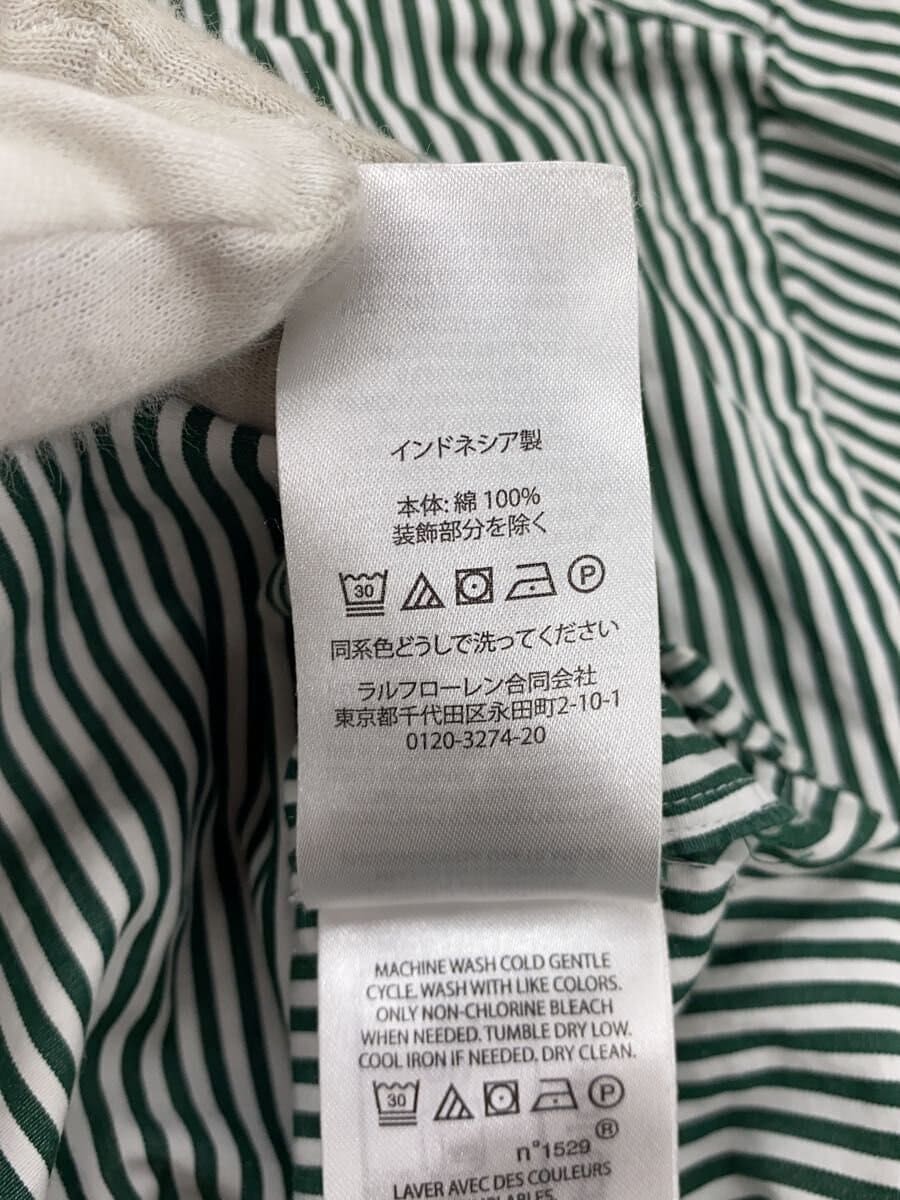 インドネシア製
本体: 綿 100%
装飾部分を除く
30 P
同系色どうしで洗ってください
ラルフローレン合同会社
東京都千代田区永田町2-10-1
0120-3274-20
MACHINE WASH COLD GENTLE
CYCLE. WASH WITH LIKE COLORS.
ONLY NON-CHLORINE BLEACH
WHEN NEEDED. TUMBLE DRY LOW.
COOL IRON IF NEEDED. DRY CLEAN.
30 P
n°1529 ®
LAVER AVEC DES COULEURS